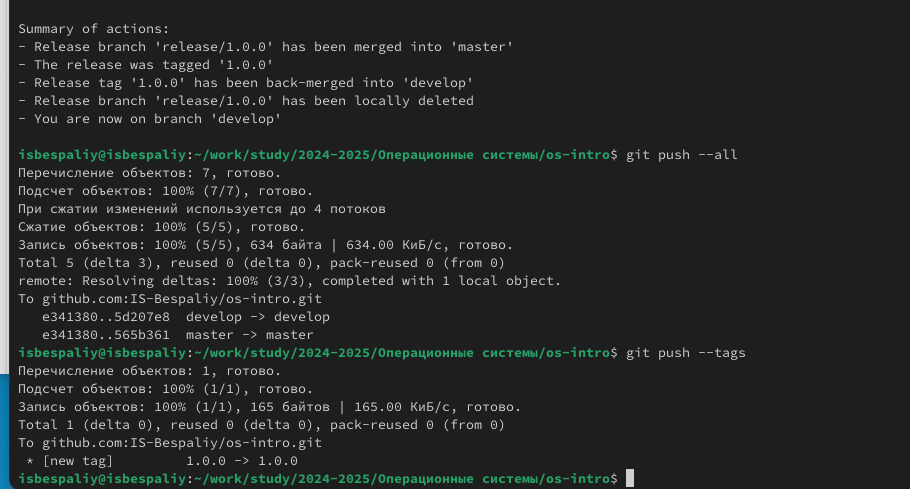 Summary of actions:
- Release branch 'release/1.0.0' has been merged into 'master'
- The release was tagged '1.0.0'
- Release tag '1.0.0' has been back-merged into 'develop'
- Release branch 'release/1.0.0' has been locally deleted
- You are now on branch 'develop'
isbespaliy@isbespaliy:~/work/study/2024-2025/Операционные системы/os-intro$ git push --all
Перечисление объектов: 7, готово.
Подсчет объектов: 100% (7/7), готово.
При сжатии изменений используется до 4 потоков
Сжатие объектов: 100% (5/5), готово.
Запись объектов: 100% (5/5), 634 байта | 634.00 КиБ/с, готово.
Total 5 (delta 3), reused 0 (delta 0), pack-reused 0 (from 0)
remote: Resolving deltas: 100% (3/3), completed with 1 local object.
To github.com:IS-Bespaliy/os-intro.git
   e341380..5d207e8  develop -> develop
   e341380..565b361  master -> master
isbespaliy@isbespaliy:~/work/study/2024-2025/Операционные системы/os-intro$ git push --tags
Перечисление объектов: 1, готово.
Подсчет объектов: 100% (1/1), готово.
Запись объектов: 100% (1/1), 165 байтов | 165.00 КиБ/с, готово.
Total 1 (delta 0), reused 0 (delta 0), pack-reused 0 (from 0)
To github.com:IS-Bespaliy/os-intro.git
 * [new tag]         1.0.0 -> 1.0.0
isbespaliy@isbespaliy:~/work/study/2024-2025/Операционные системы/os-intro$